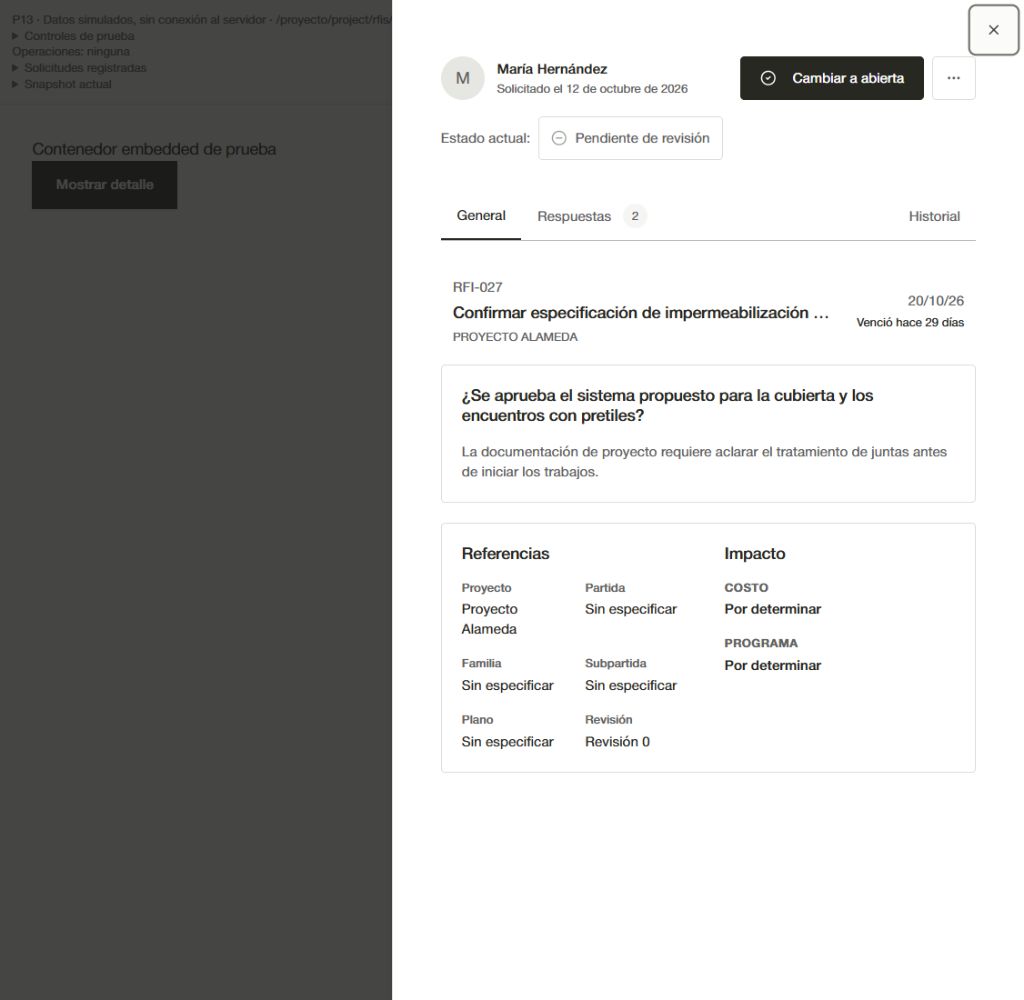 P13 · Datos simulados, sin conexión al servidor · /proyecto/project/rfis/
Controles de prueba
Operaciones: ninguna
Solicitudes registradas
Snapshot actual
Contenedor embedded de prueba
Mostrar detalle
M
María Hernández
Solicitado el 12 de octubre de 2026
Cambiar a abierta
Estado actual:
Pendiente de revisión
General
Respuestas
2
Historial
RFI-027
Confirmar especificación de impermeabilización …
PROYECTO ALAMEDA
20/10/26
Venció hace 29 días
¿Se aprueba el sistema propuesto para la cubierta y los
encuentros con pretiles?
La documentación de proyecto requiere aclarar el tratamiento de juntas antes
de iniciar los trabajos.
Referencias
Proyecto
Proyecto
Alameda
Partida
Sin especificar
Familia
Sin especificar
Subpartida
Sin especificar
Plano
Sin especificar
Revisión
Revisión 0
Impacto
COSTO
Por determinar
PROGRAMA
Por determinar